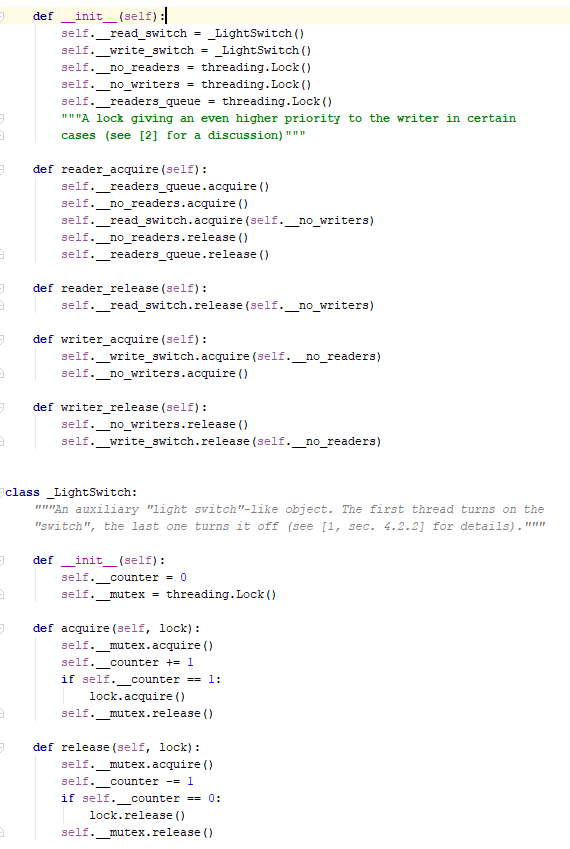 def __init__(self):
self.__read_switch = _LightSwitch()
self.__write_switch = _LightSwitch()
self.__no_readers = threading.Lock()
self.__no_writers = threading.Lock()
self.__readers_queue = threading.Lock()
"""A lock giving an even higher priority to the writer in certain
cases (see [2] for a discussion)"""
def reader_acquire(self):
self.__readers_queue.acquire()
self.__no_readers.acquire()
self.__read_switch.acquire(self.__no_writers)
self.__no_readers.release()
self.__readers_queue.release()
def reader_release(self):
self.__read_switch.release(self.__no_writers)
def writer_acquire(self):
self.__write_switch.acquire(self.__no_readers)
self.__no_writers.acquire()
def writer_release(self):
self.__no_writers.release()
self.__write_switch.release(self.__no_readers)
class _LightSwitch:
"""An auxiliary "light switch"-like object. The first thread turns on the
"switch", the last one turns it off (see [1, sec. 4.2.2] for details)."""
def __init__(self):
self.__counter = 0
self.__mutex = threading.Lock()
def acquire(self, lock):
self.__mutex.acquire()
self.__counter += 1
if self.__counter == 1:
lock.acquire()
self.__mutex.release()
def release(self, lock):
self.__mutex.acquire()
self.__counter -= 1
if self.__counter == 0:
lock.release()
self.__mutex.release()